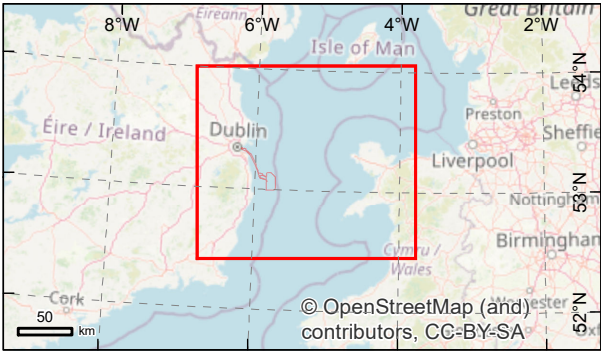 8°W 6°W 4°W 2°W
Éireann
Great Britain
Isle of Man
54°N
Leeds
Preston
Éire / Ireland
Dublin
Sheffie
Liverpool
53°N
Nottingham
Birmingham
Cymru /
Wales
Cork
50
km
© OpenStreetMap (and)
contributors, CC-BY-SA
52°N